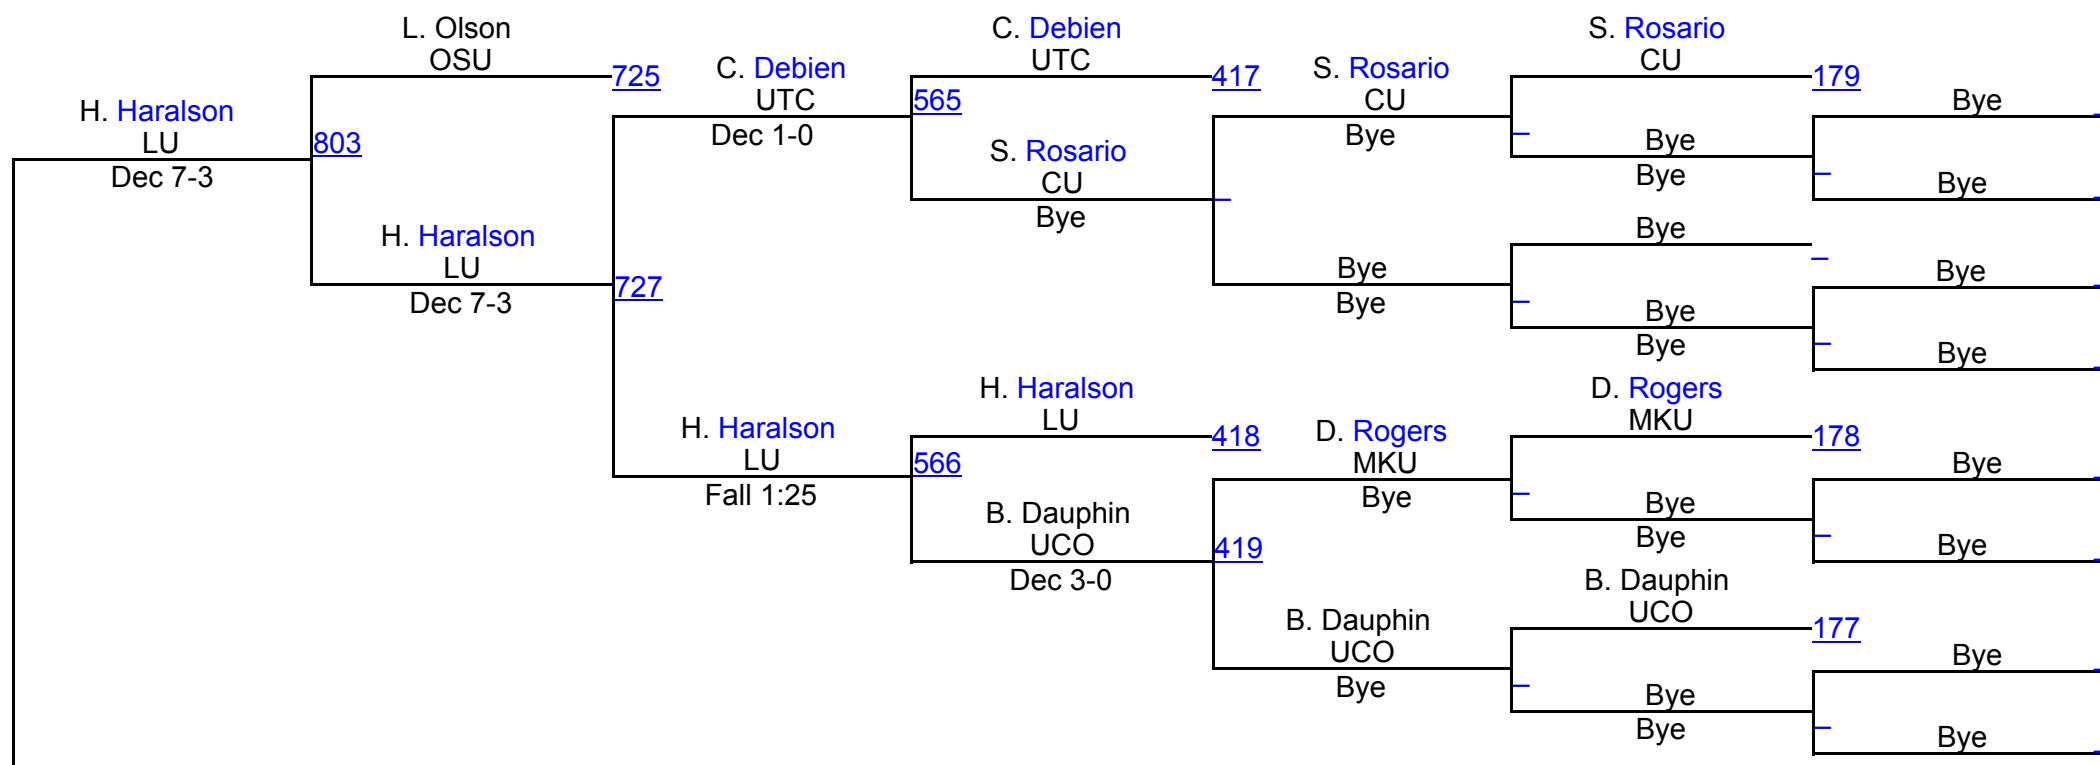 L. Olson
OSU
725
C. Debien
UTC
417
S. Rosario
CU
179
Bye
H. Haralson
LU
Dec 7-3
803
C. Debien
UTC
Dec 1-0
565
S. Rosario
CU
Bye
–
Bye
Bye
–
Bye
S. Rosario
CU
Bye
–
H. Haralson
LU
Dec 7-3
727
Bye
Bye
–
Bye
–
Bye
Bye
Bye
–
Bye
H. Haralson
LU
Fall 1:25
566
H. Haralson
LU
418
D. Rogers
MKU
Bye
–
D. Rogers
MKU
178
Bye
Bye
Bye
–
Bye
B. Dauphin
UCO
Dec 3-0
419
B. Dauphin
UCO
Bye
–
B. Dauphin
UCO
177
Bye
Bye
Bye
–
Bye